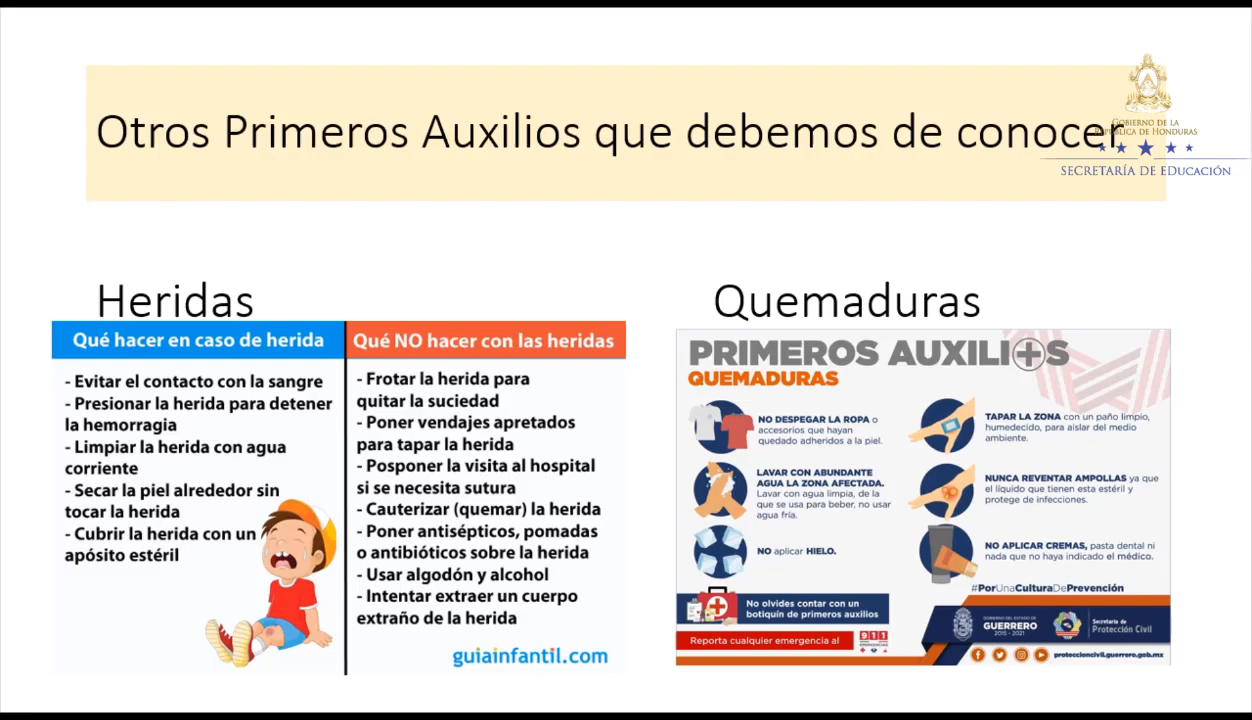 Otros Primeros Auxilios que debemos de conocer
GOBIERNO DE LA
REPÚBLICA DE HONDURAS
SECRETARÍA DE EDUCACIÓN
Heridas
Qué hacer en caso de herida
- Evitar el contacto con la sangre
- Presionar la herida para detener
la hemorragia
- Limpiar la herida con agua
corriente
- Secar la piel alrededor sin
tocar la herida
- Cubrir la herida con un
apósito estéril
Qué NO hacer con las heridas
- Frotar la herida para
quitar la suciedad
- Poner vendajes apretados
para tapar la herida
- Posponer la visita al hospital
si se necesita sutura
- Cauterizar (quemar) la herida
- Poner antisépticos, pomadas
o antibióticos sobre la herida
- Usar algodón y alcohol
- Intentar extraer un cuerpo
extraño de la herida
guiainfantil.com
Quemaduras
PRIMEROS AUXILIOS
QUEMADURAS
NO DESPEGAR LA ROPA o
accesorios que hayan
quedado adheridos a la piel.
LAVAR CON ABUNDANTE
AGUA LA ZONA AFECTADA.
Lavar con agua limpia, de la
que se usa para beber, no usar
agua fría.
NO aplicar HIELO.
TAPAR LA ZONA con un paño limpio,
humedecido, para aislar del medio
ambiente.
NUNCA REVENTAR AMPOLLAS ya que
el líquido que tienen esta estéril y
protege de infecciones.
NO APLICAR CREMAS, pasta dental ni
nada que no haya indicado el médico.
#PorUnaCulturaDePrevención
No olvides contar con un
botiquín de primeros auxilios
Reporta cualquier emergencia al
911
GOBIERNO DEL ESTADO DE
GUERRERO
2015 - 2021
Secretaría de
Protección Civil
proteccioncivil.guerrero.gob.mx